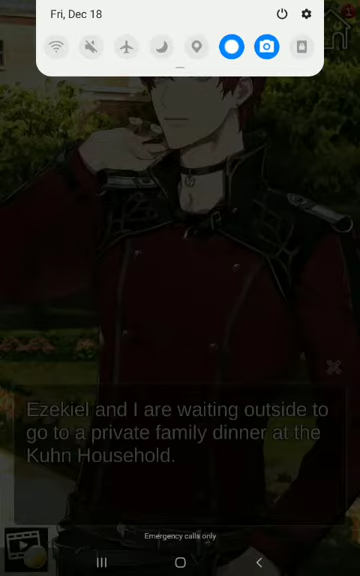 Fri, Dec 18
Ezekiel and I are waiting outside to
go to a private family dinner at the
Kuhn Household.
Emergency calls only